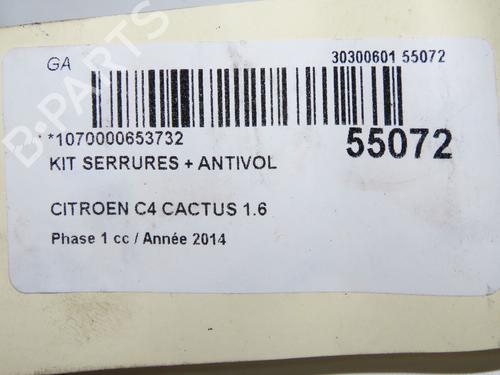 GA
30300601 55072
*1070000653732
55072
KIT SERRURES + ANTIVOL
CITROEN C4 CACTUS 1.6
Phase 1 cc / Année 2014
B-PARTS